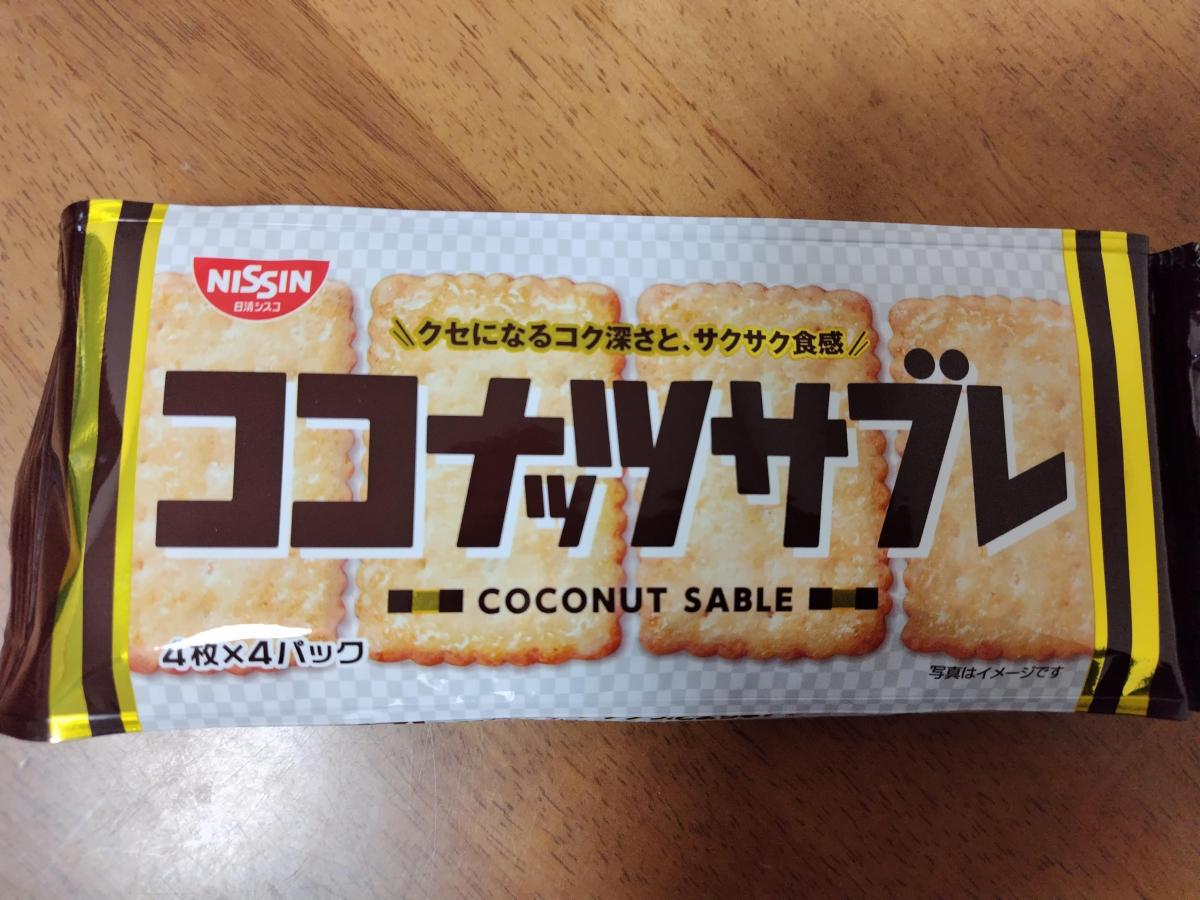 NISSIN
日清シスコ
クセになるコク深さと、サクサク食感
ココナッツサブレ
COCONUT SABLE
4枚×4パック
写真はイメージです